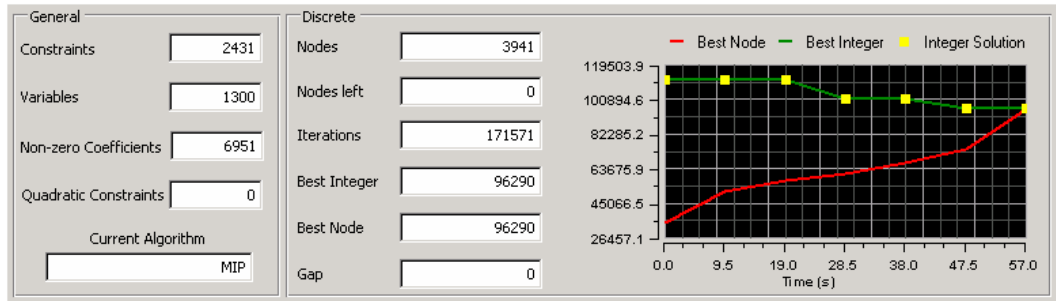 General
Constraints 2431
Variables 1300
Non-zero Coefficients 6951
Quadratic Constraints 0
Current Algorithm
MIP
Discrete
Nodes 3941
Nodes left 0
Iterations 171571
Best Integer 96290
Best Node 96290
Gap 0
Best Node Best Integer Integer Solution
119503.9
100894.6
82285.2
63675.9
45066.5
26457.1
0.0 9.5 19.0 28.5 38.0 47.5 57.0
Time (s)